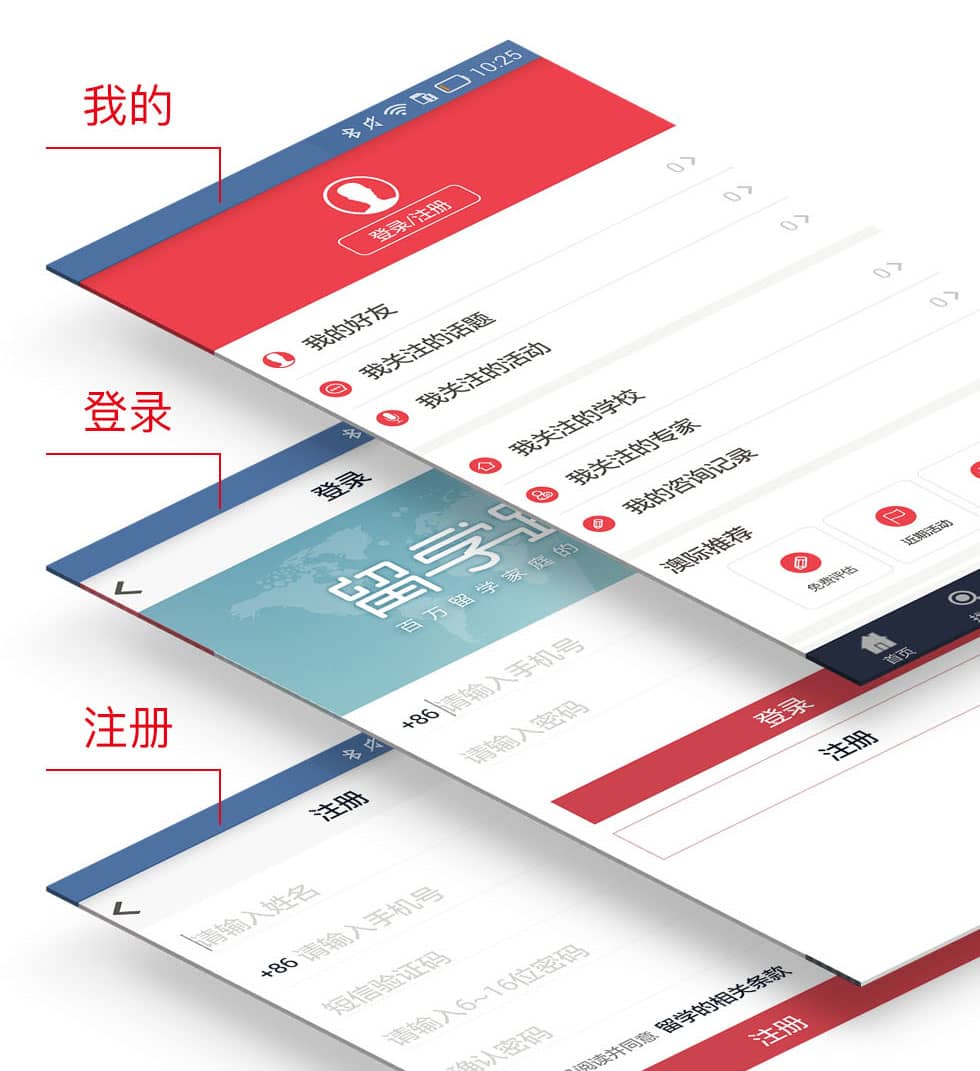 我的
10:25
登录/注册
我的好友
0
我关注的话题
0
我关注的活动
0
我关注的学校
0
我关注的专家
0
我的咨询记录
澳际推荐
免费评估
近期活动
首页
登录
登录
留学
百万留学家庭的
+86 请输入手机号
请输入密码
登录
注册
注册
注册
请输入姓名
+86 请输入手机号
短信验证码
请输入6~16位密码
确认密码
阅读并同意 留学的相关条款
注册